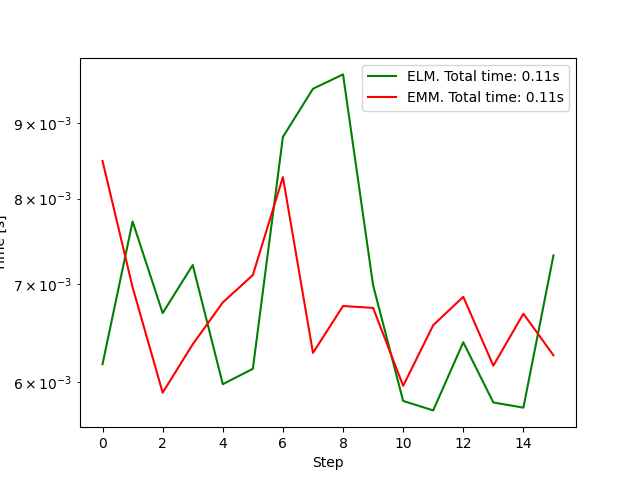 ELM. Total time: 0.11s
EMM. Total time: 0.11s
9 × 10⁻³
8 × 10⁻³
7 × 10⁻³
6 × 10⁻³
Time [s]
0 2 4 6 8 10 12 14
Step